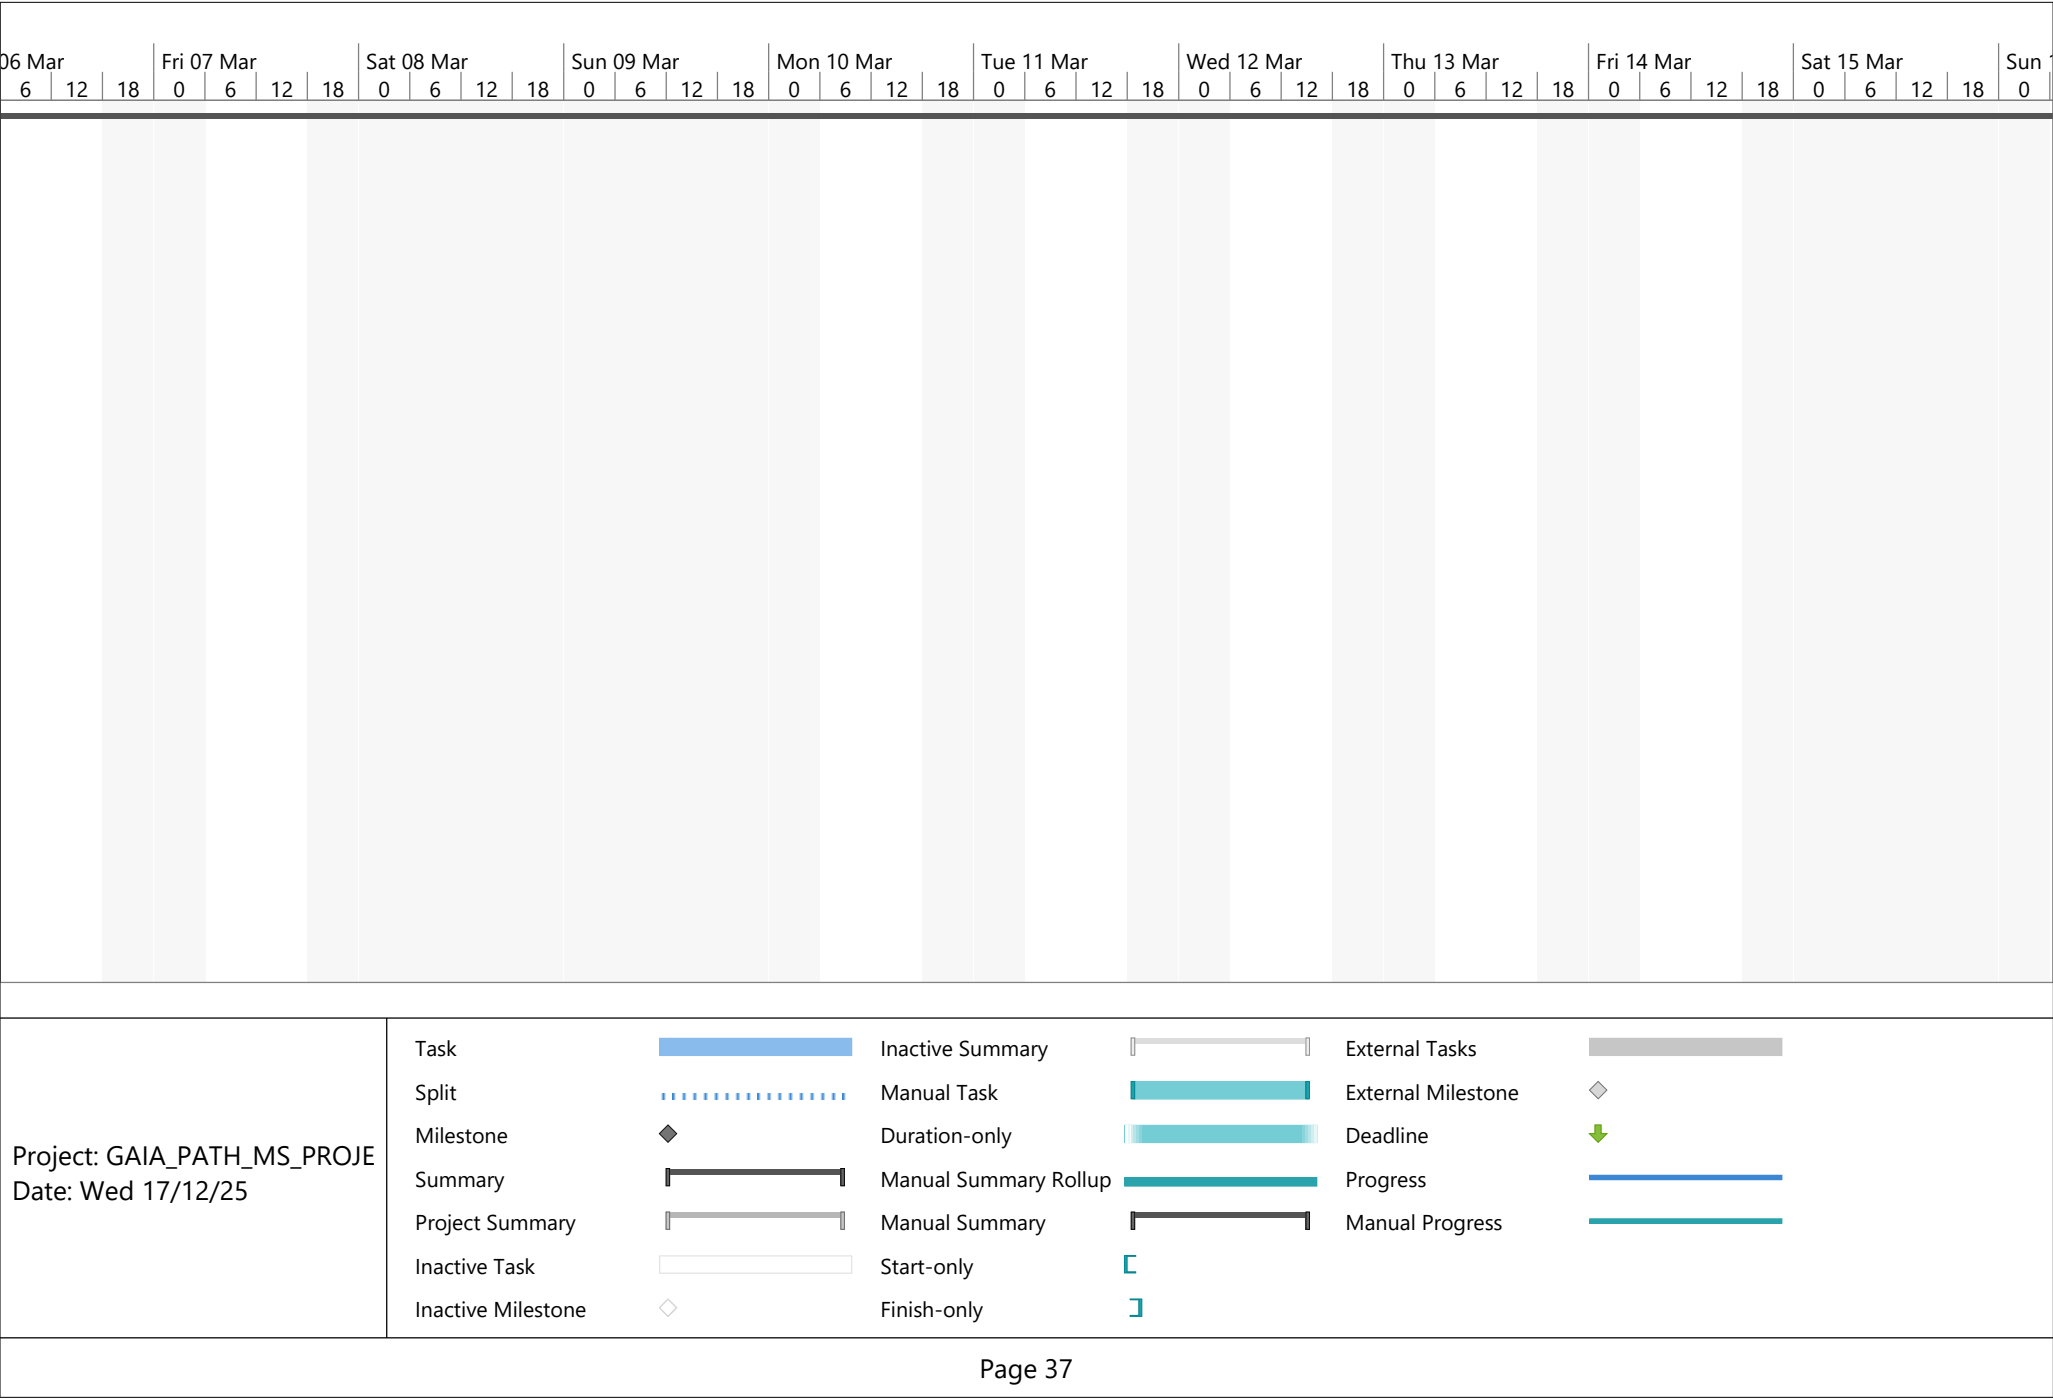 06 Mar Fri 07 Mar Sat 08 Mar Sun 09 Mar Mon 10 Mar Tue 11 Mar Wed 12 Mar Thu 13 Mar Fri 14 Mar Sat 15 Mar Sun
6 12 18 0 6 12 18 0 6 12 18 0 6 12 18 0 6 12 18 0 6 12 18 0 6 12 18 0 6 12 18 0 6 12 18 0 6 12 18 0
Project: GAIA_PATH_MS_PROJE
Date: Wed 17/12/25
Task
Split
Milestone
Summary
Project Summary
Inactive Task
Inactive Milestone
Inactive Summary
Manual Task
Duration-only
Manual Summary Rollup
Manual Summary
Start-only
Finish-only
External Tasks
External Milestone
Deadline
Progress
Manual Progress
Page 37